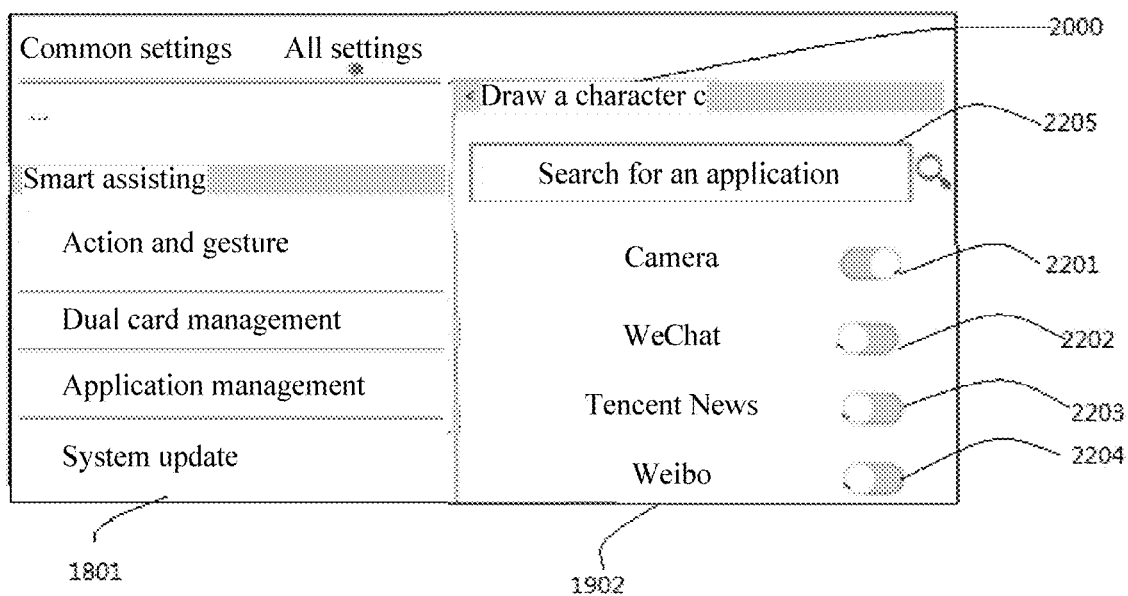 Common settings All settings
2000
<Draw a character c
...
2205
Smart assisting
Search for an application
Action and gesture
Camera
2201
Dual card management
WeChat
2202
Application management
Tencent News
2203
System update
Weibo
2204
1801
1902